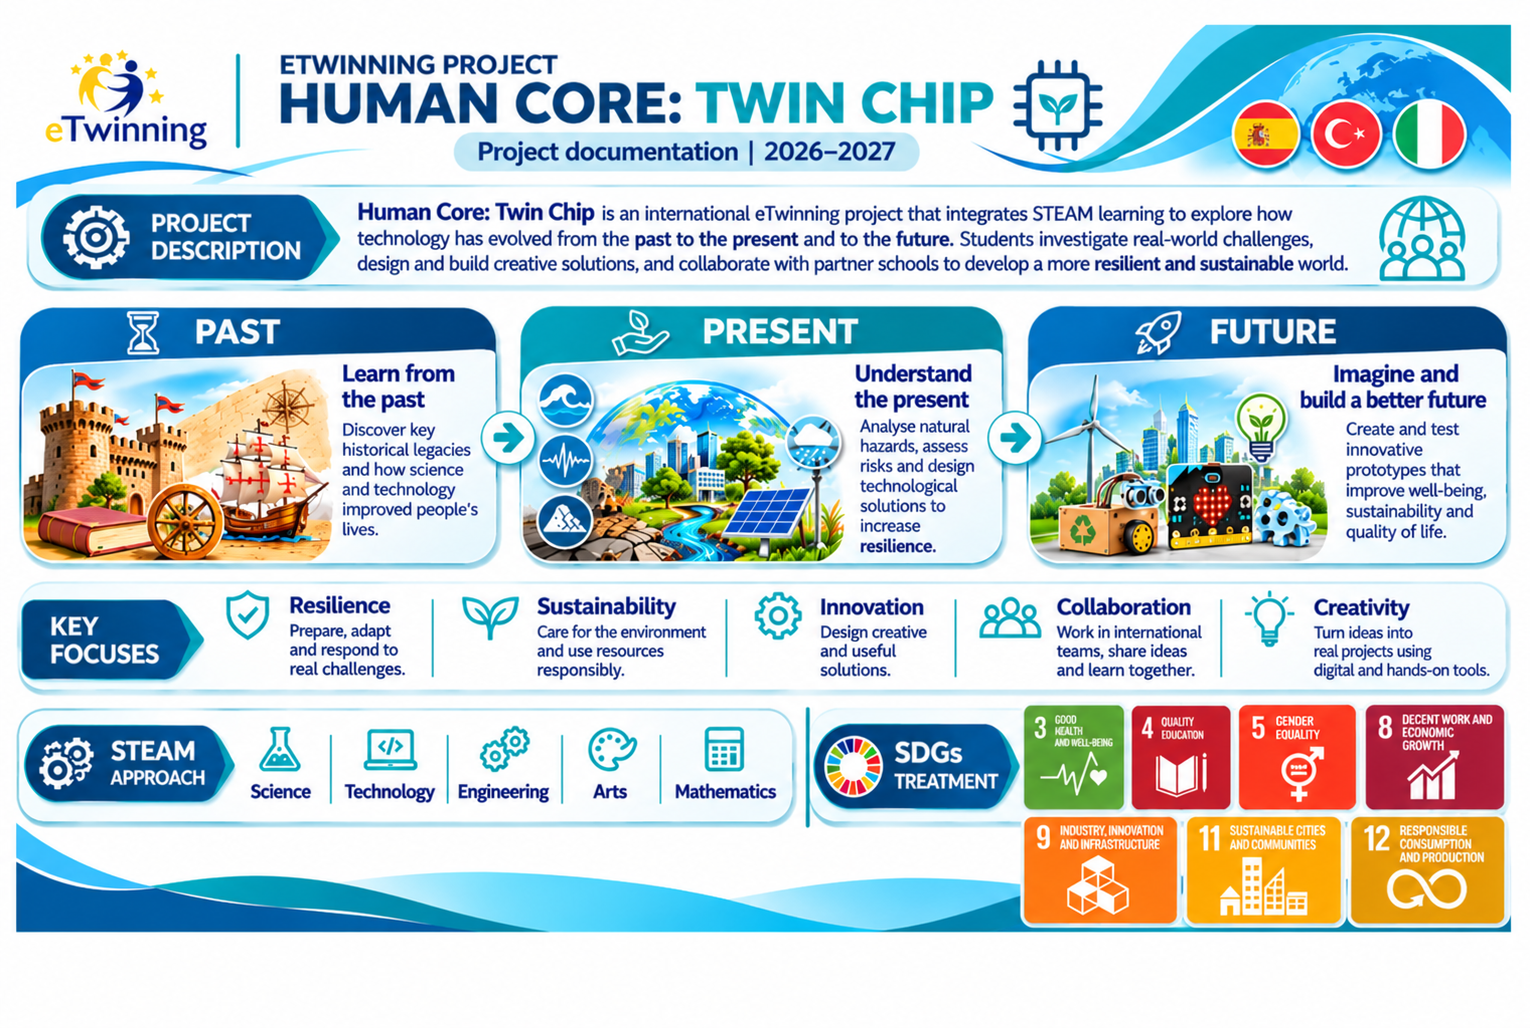 eTwinning
ETWINNING PROJECT
HUMAN CORE: TWIN CHIP
Project documentation | 2026–2027
PROJECT
DESCRIPTION
Human Core: Twin Chip is an international eTwinning project that integrates STEAM learning to explore how
technology has evolved from the past to the present and to the future. Students investigate real-world challenges,
design and build creative solutions, and collaborate with partner schools to develop a more resilient and sustainable world.
PAST
Learn from
the past
Discover key
historical legacies
and how science
and technology
improved people's
lives.
PRESENT
Understand
the present
Analyse natural
hazards, assess
risks and design
technological
solutions to
increase
resilience.
FUTURE
Imagine and
build a better future
Create and test
innovative
prototypes that
improve well-being,
sustainability and
quality of life.
KEY
FOCUSES
Resilience
Prepare, adapt
and respond to
real challenges.
Sustainability
Care for the environment
and use resources
responsibly.
Innovation
Design creative
and useful
solutions.
Collaboration
Work in international
teams, share ideas
and learn together.
Creativity
Turn ideas into
real projects using
digital and hands-on tools.
STEAM
APPROACH
Science
</>
Technology
Engineering
Arts
Mathematics
SDGs
TREATMENT
3 GOOD
HEALTH
AND WELL-BEING
4 QUALITY
EDUCATION
5 GENDER
EQUALITY
8 DECENT WORK AND
ECONOMIC
GROWTH
9 INDUSTRY, INNOVATION
AND INFRASTRUCTURE
11 SUSTAINABLE CITIES
AND COMMUNITIES
12 RESPONSIBLE
CONSUMPTION
AND PRODUCTION